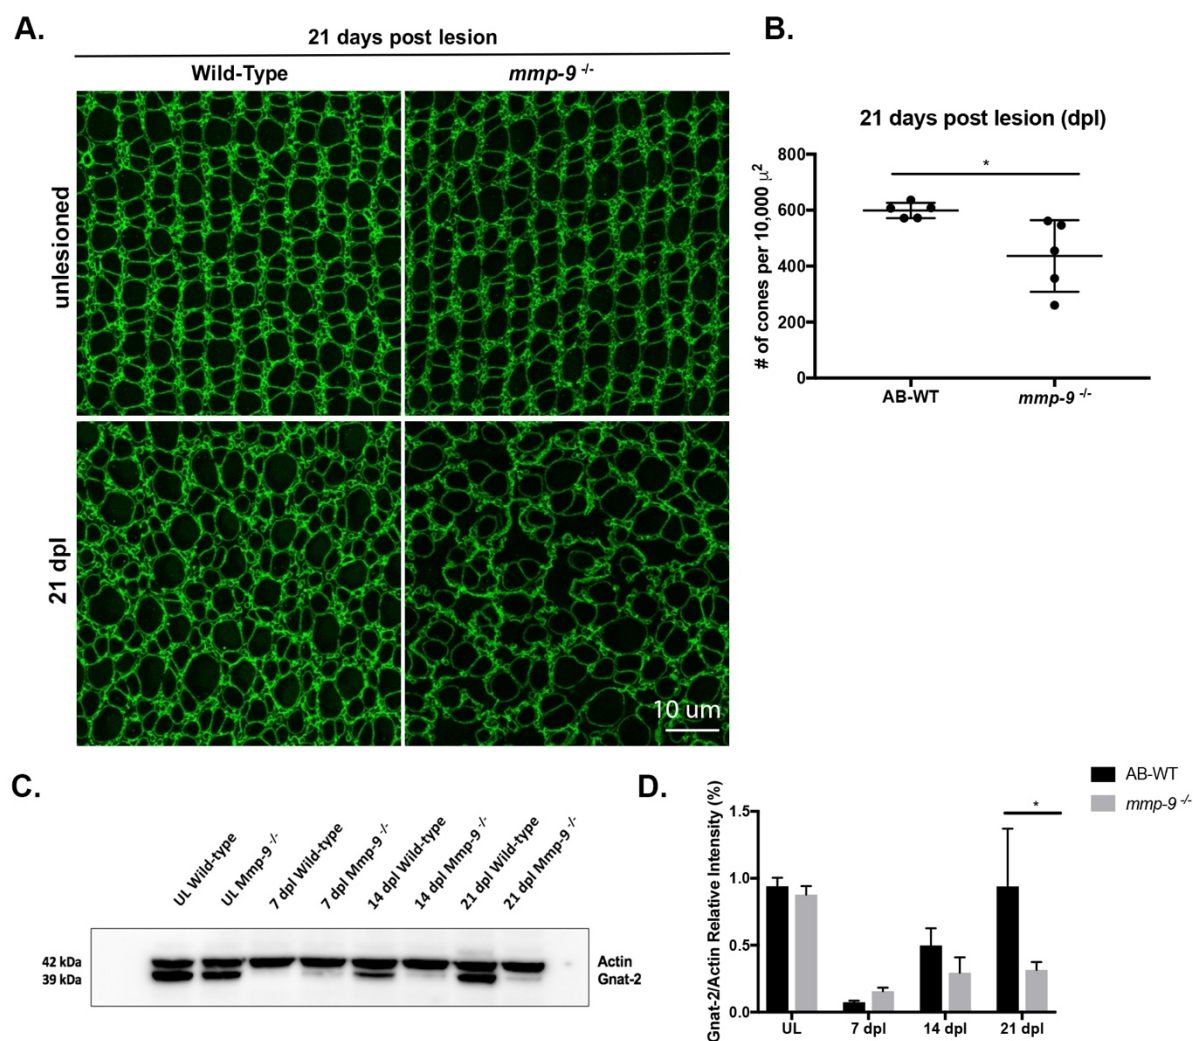 A.
21 days post lesion
Wild-Type
mmp-9 -/-
unlesioned
21 dpl
10 um
B.
21 days post lesion (dpl)
# of cones per 10,000 μ2
800
600
400
200
0
*
AB-WT
mmp-9 -/-
C.
UL Wild-type
UL Mmp-9 -/-
7 dpl Wild-type
7 dpl Mmp-9 -/-
14 dpl Wild-type
14 dpl Mmp-9 -/-
21 dpl Wild-type
21 dpl Mmp-9 -/-
42 kDa
39 kDa
Actin
Gnat-2
D.
AB-WT
mmp-9 -/-
Gnat-2/Actin Relative Intensity (%)
1.5
1.0
0.5
0.0
*
UL
7 dpl
14 dpl
21 dpl